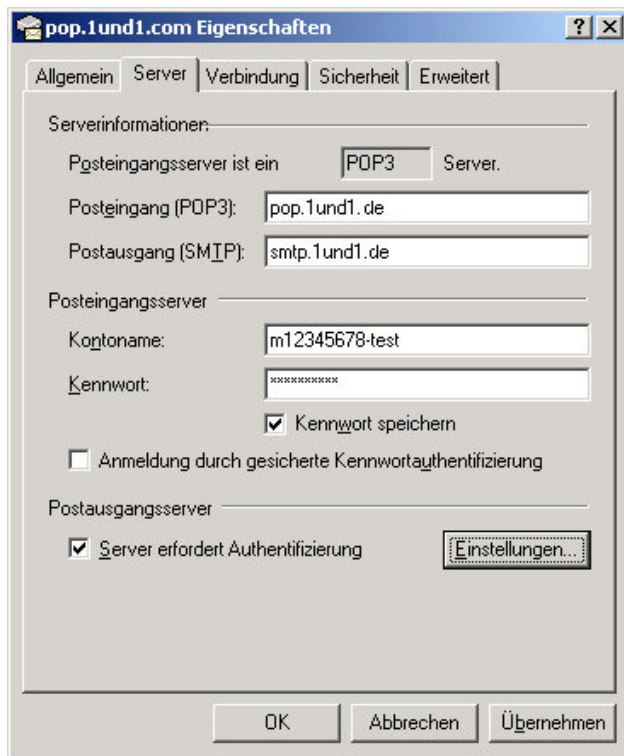 pop.1und1.com Eigenschaften
Allgemein Server Verbindung Sicherheit Erweitert
Serverinformationen:
Posteingangsserver ist ein POP3 Server.
Posteingang (POP3): pop.1und1.de
Postausgang (SMTP): smtp.1und1.de
Posteingangsserver
Kontoname: m12345678-test
Kennwort: **********
Kennwort speichern
Anmeldung durch gesicherte Kennwortauthentifizierung
Postausgangsserver
Server erfordert Authentifizierung Einstellungen...
OK Abbrechen Übernehmen